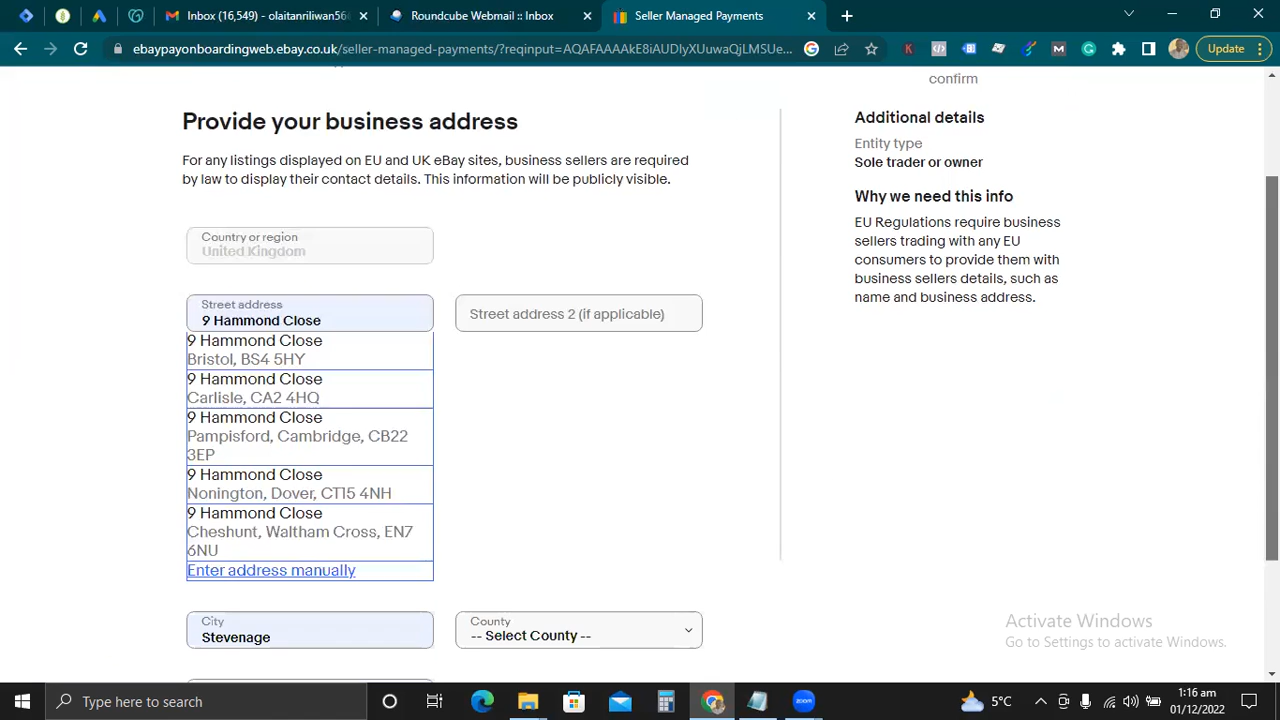 Inbox (16,549) - olaitanriliwan56
Roundcube Webmail :: Inbox
Seller Managed Payments
ebaypayonboardingweb.ebay.co.uk/seller-managed-payments/?reqinput=AQAFAAAAkE8iAUDlyXUuwaQjLMSUe...
Update
confirm
Provide your business address
For any listings displayed on EU and UK eBay sites, business sellers are required
by law to display their contact details. This information will be publicly visible.
Country or region
United Kingdom
Street address
9 Hammond Close
Street address 2 (if applicable)
9 Hammond Close
Bristol, BS4 5HY
9 Hammond Close
Carlisle, CA2 4HQ
9 Hammond Close
Pampisford, Cambridge, CB22
3EP
9 Hammond Close
Nonington, Dover, CT15 4NH
9 Hammond Close
Cheshunt, Waltham Cross, EN7
6NU
Enter address manually
City
Stevenage
County
-- Select County --
Additional details
Entity type
Sole trader or owner
Why we need this info
EU Regulations require business
sellers trading with any EU
consumers to provide them with
business sellers details, such as
name and business address.
Activate Windows
Go to Settings to activate Windows.
Type here to search
5°C
1:16 am
01/12/2022